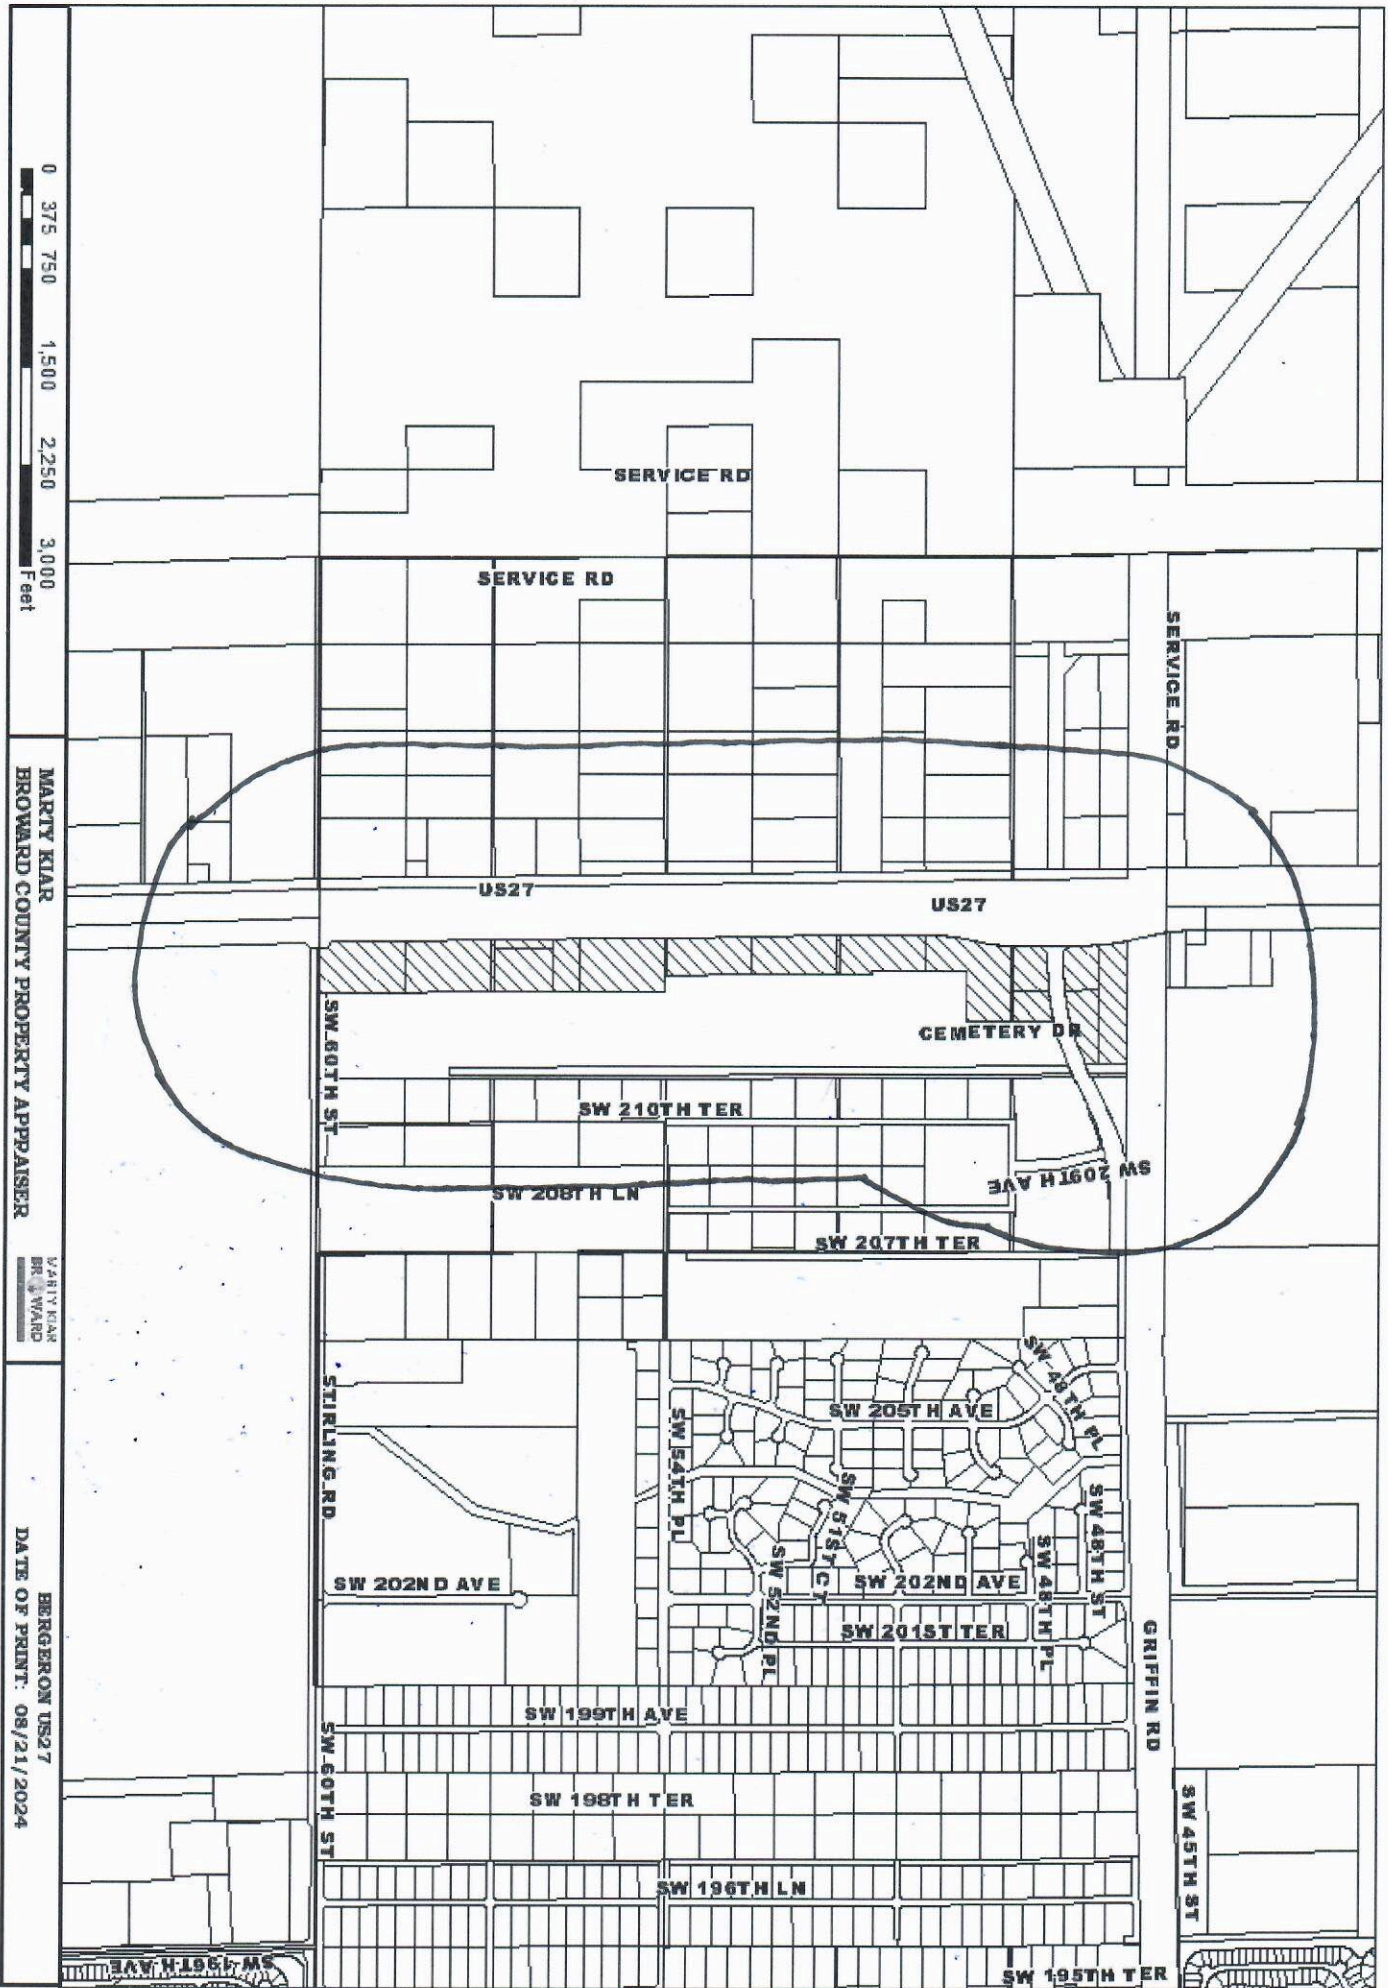 SERVICE RD
SERVICE RD
SERVICE RD
US27
US27
CEMETERY DR
SW 60TH ST
SW 210TH TER
SW 209TH AVE
SW 208TH LN
SW 207TH TER
SW 48TH PL
SW 205TH AVE
STIRLING RD
SW 54TH PL
SW 51ST CT
SW 48TH ST
SW 52ND PL
SW 48TH PL
SW 202ND AVE
SW 202ND AVE
SW 201ST TER
GRIFFIN RD
SW 199TH AVE
SW 60TH ST
SW 198TH TER
SW 45TH ST
SW 196TH LN
SW 196TH AVE
SW 195TH TER
0 375 750 1,500 2,250 3,000
Feet
MARTY KIAR
BROWARD COUNTY PROPERTY APPRAISER
MARTY KIAR
BROWARD
BERGERON US27
DATE OF PRINT: 08/21/2024